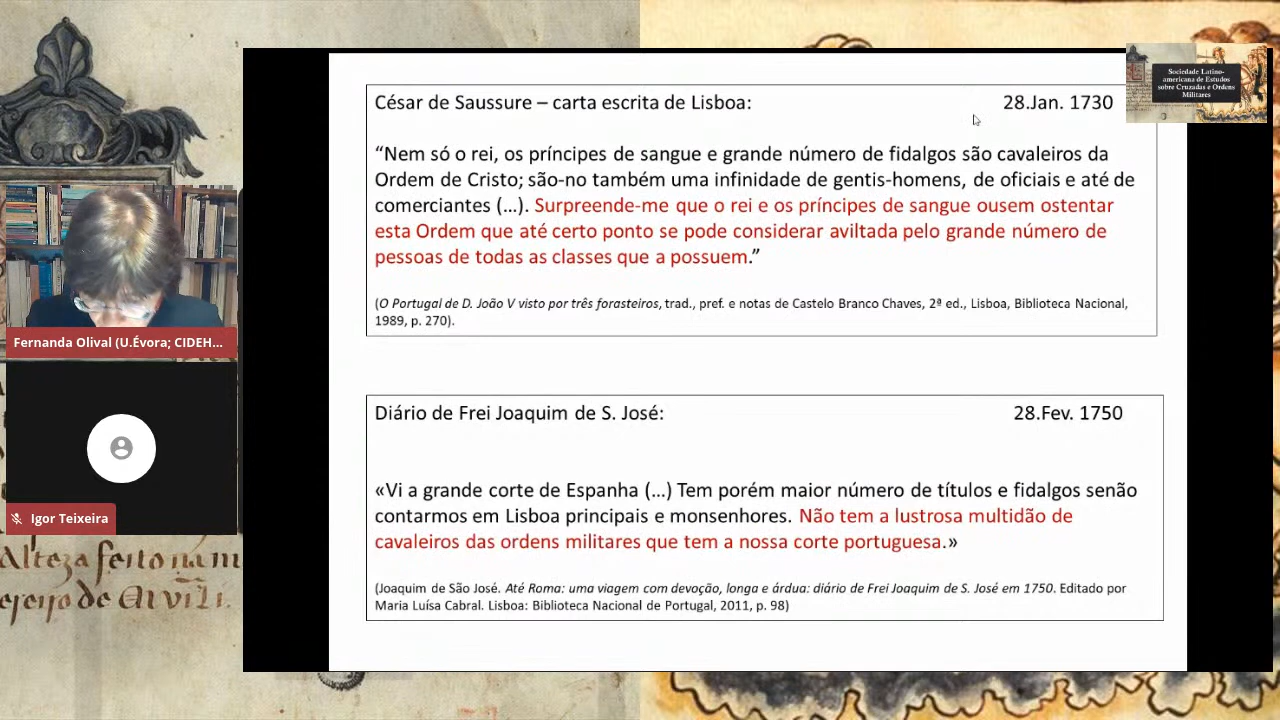 César de Saussure – carta escrita de Lisboa: 28.Jan. 1730
“Nem só o rei, os príncipes de sangue e grande número de fidalgos são cavaleiros da
Ordem de Cristo; são-no também uma infinidade de gentis-homens, de oficiais e até de
comerciantes (…). Surpreende-me que o rei e os príncipes de sangue ousem ostentar
esta Ordem que até certo ponto se pode considerar aviltada pelo grande número de
pessoas de todas as classes que a possuem.”
(O Portugal de D. João V visto por três forasteiros, trad., pref. e notas de Castelo Branco Chaves, 2ª ed., Lisboa, Biblioteca Nacional,
1989, p. 270).
Diário de Frei Joaquim de S. José: 28.Fev. 1750
«Vi a grande corte de Espanha (…) Tem porém maior número de títulos e fidalgos senão
contarmos em Lisboa principais e monsenhores. Não tem a lustrosa multidão de
cavaleiros das ordens militares que tem a nossa corte portuguesa.»
(Joaquim de São José. Até Roma: uma viagem com devoção, longa e árdua: diário de Frei Joaquim de S. José em 1750. Editado por
Maria Luísa Cabral. Lisboa: Biblioteca Nacional de Portugal, 2011, p. 98)
Sociedade Latino-
americana de Estudos
sobre Cruzadas e Ordens
Militares
Fernanda Olival (U.Évora; CIDEH...
Igor Teixeira